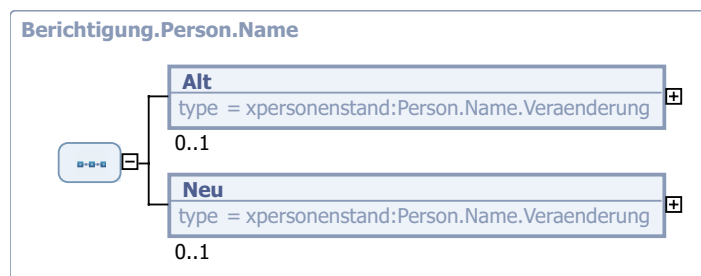 Berichtigung.Person.Name
Alt
type = xpersonenstand:Person.Name.Veraenderung
0..1
Neu
type = xpersonenstand:Person.Name.Veraenderung
0..1